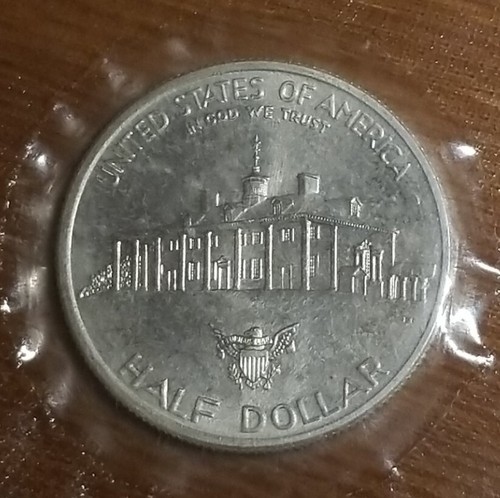 UNITED STATES OF AMERICA
IN GOD WE TRUST
HALF DOLLAR